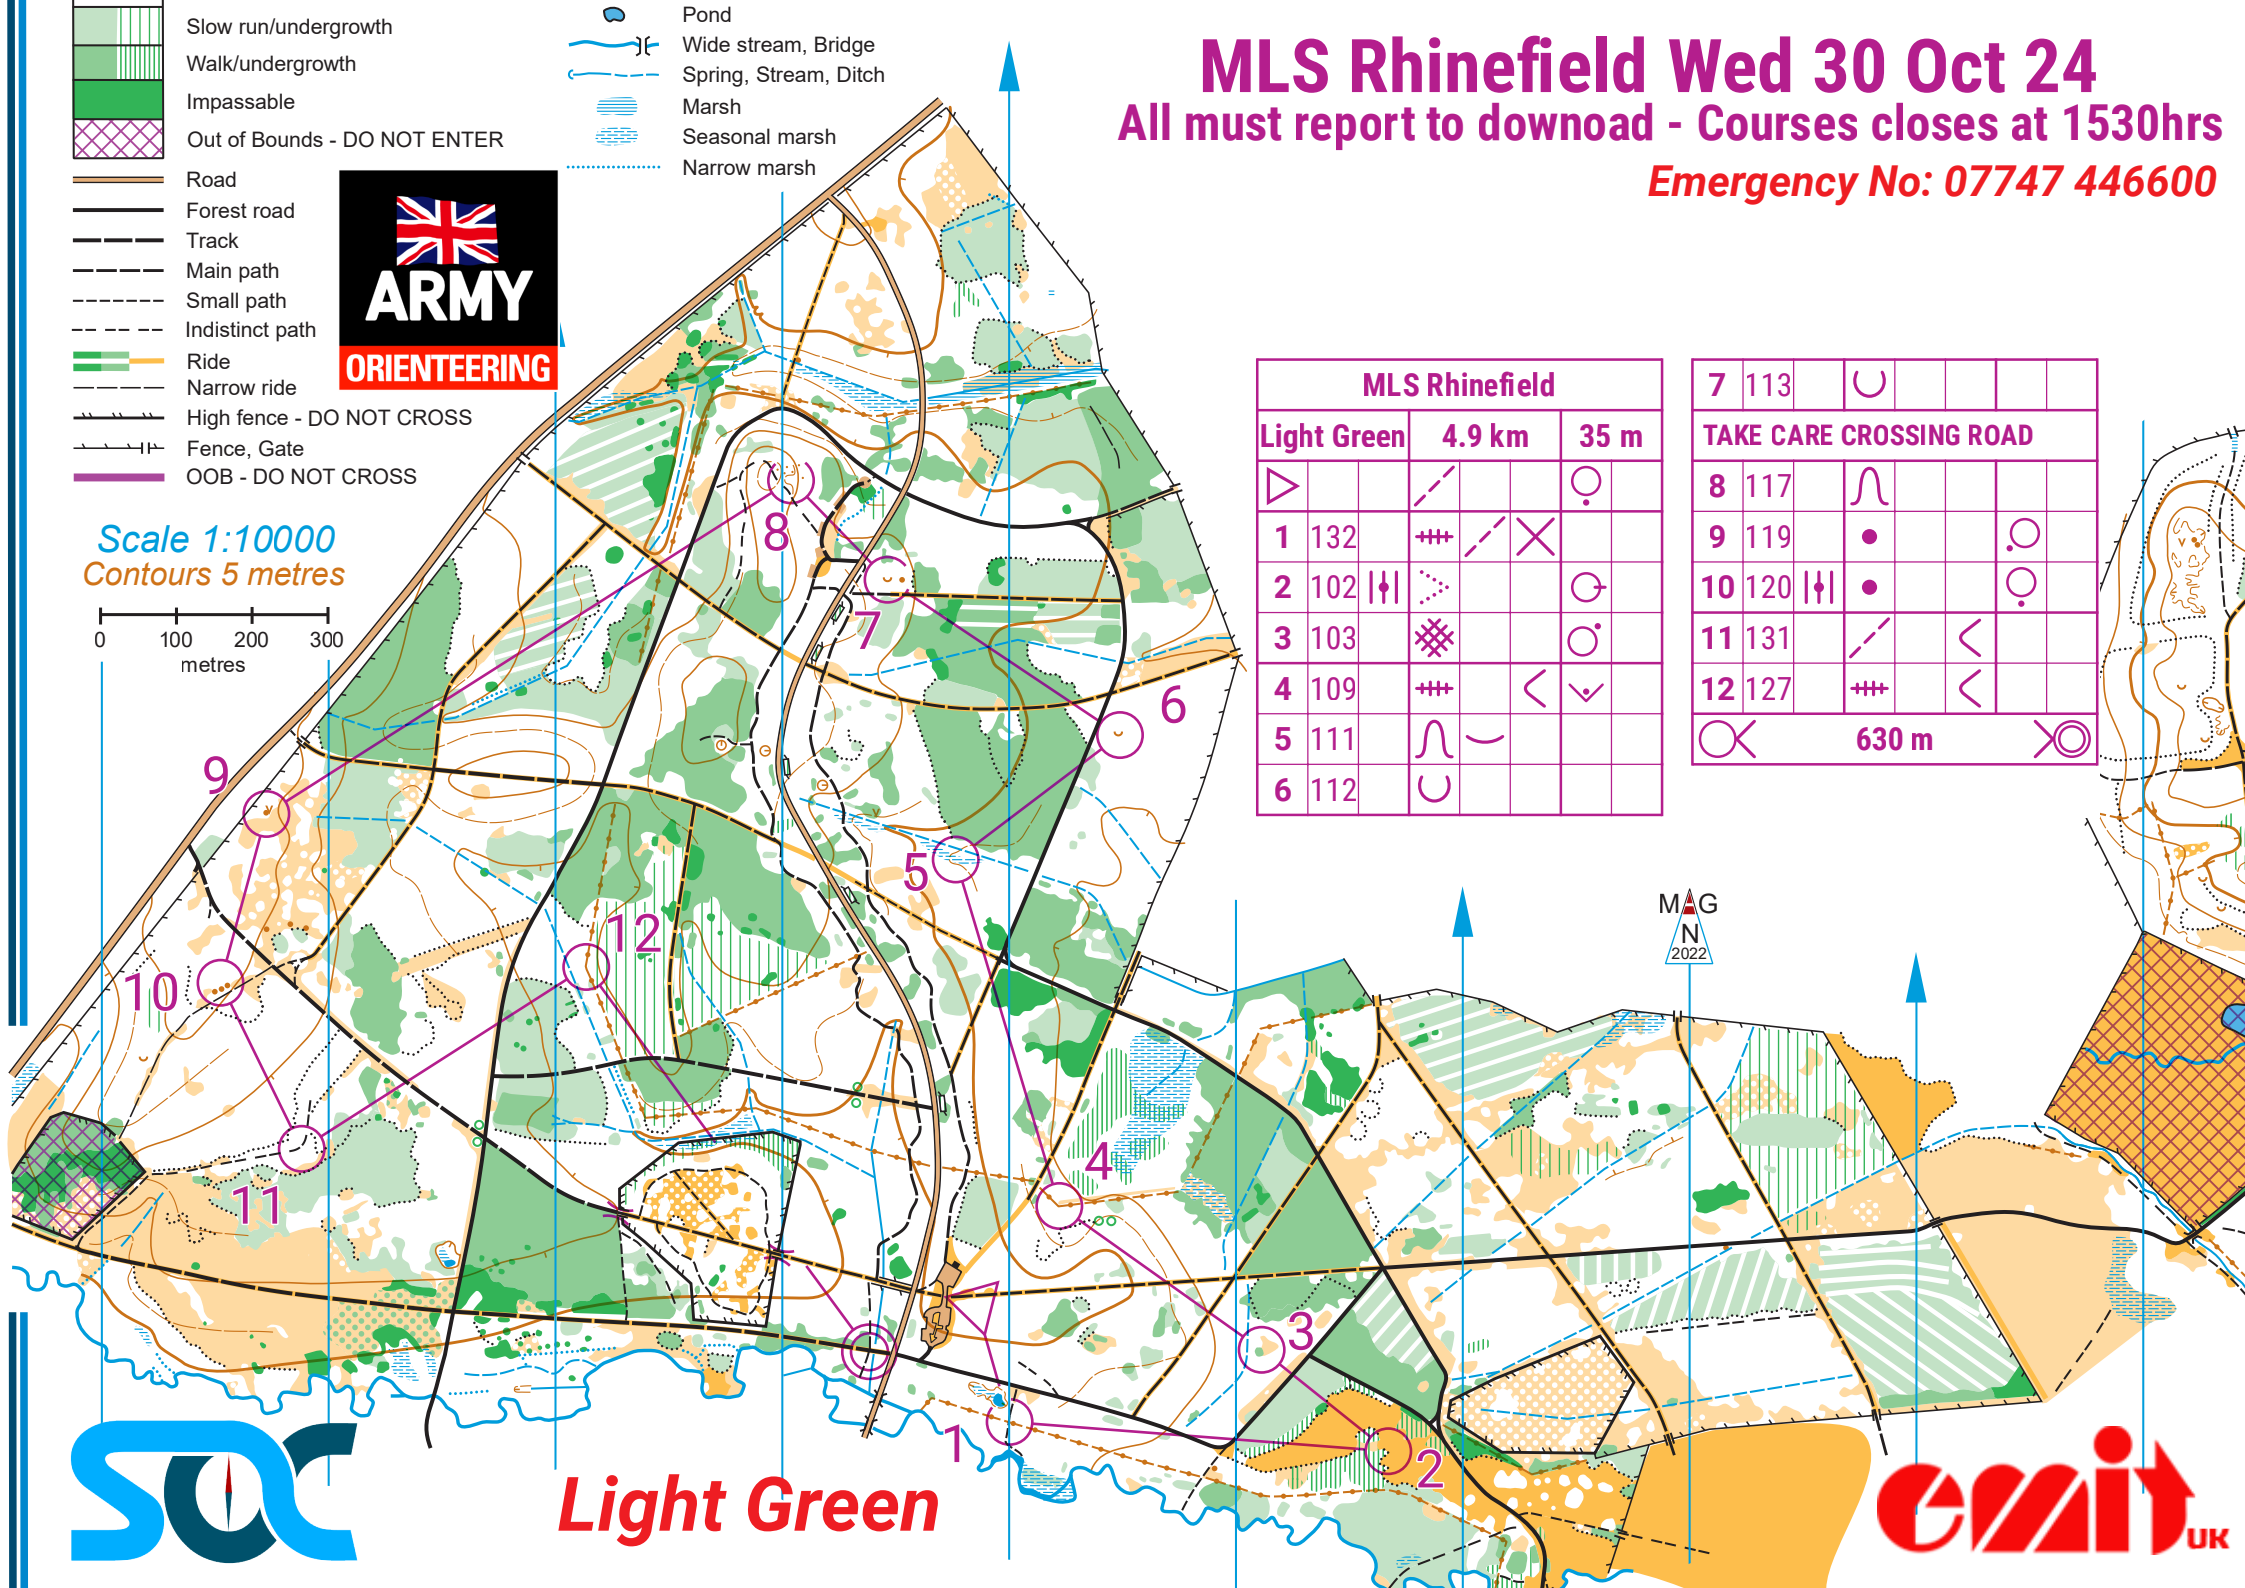 Slow run/undergrowth
Walk/undergrowth
Impassable
Out of Bounds - DO NOT ENTER
Road
Forest road
Track
Main path
Small path
Indistinct path
Ride
Narrow ride
High fence - DO NOT CROSS
Fence, Gate
OOB - DO NOT CROSS
Pond
Wide stream, Bridge
Spring, Stream, Ditch
Marsh
Seasonal marsh
Narrow marsh
ARMY
ORIENTEERING
Scale 1:10000
Contours 5 metres
0 100 200 300
metres
MLS Rhinefield Wed 30 Oct 24
All must report to downoad - Courses closes at 1530hrs
Emergency No: 07747 446600
MLS Rhinefield
Light Green 4.9 km 35 m
1 132
2 102
3 103
4 109
5 111
6 112
7 113
TAKE CARE CROSSING ROAD
8 117
9 119
10 120
11 131
12 127
630 m
8
7
6
9
5
12
10
4
11
3
1
2
MAG
N
2022
SOC
Light Green
emit UK